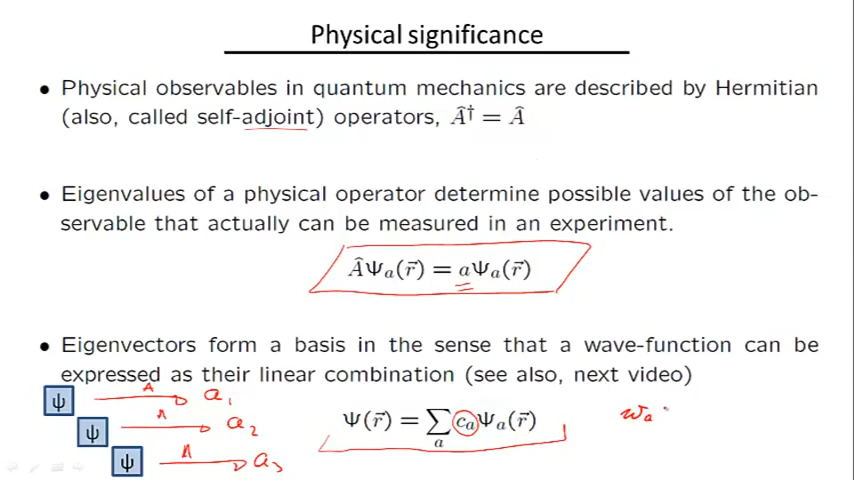 Physical significance
• Physical observables in quantum mechanics are described by Hermitian
(also, called self-adjoint) operators, Â† = Â
• Eigenvalues of a physical operator determine possible values of the ob-
servable that actually can be measured in an experiment.
ÂΨₐ(r⃗) = aΨₐ(r⃗)
• Eigenvectors form a basis in the sense that a wave-function can be
expressed as their linear combination (see also, next video)
ψ A a₁
ψ A a₂
ψ A a₃
Ψ(r⃗) = ∑ₐ cₐΨₐ(r⃗)
wₐ